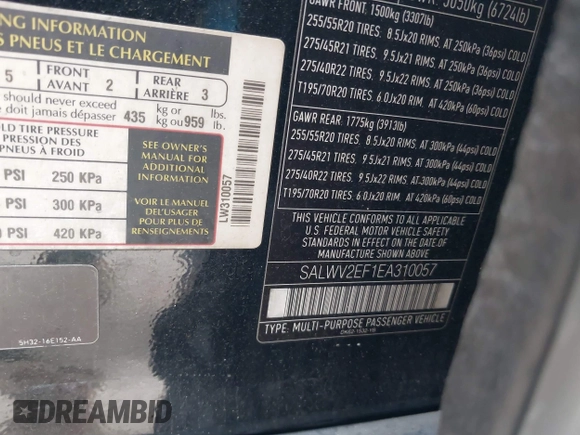 ING INFORMATION
S PNEUS ET LE CHARGEMENT
5 FRONT AVANT 2 REAR ARRIÈRE 3
should never exceed
e doit jamais dépasser 435 kg or kg ou 959 lbs. lb.
LD TIRE PRESSURE
PRESSION DES
PNEUS À FROID
PSI 250 KPa
PSI 300 KPa
PSI 420 KPa
SEE OWNER'S
MANUAL FOR
ADDITIONAL
INFORMATION
VOIR LE MANUEL
DEL'USAGER
POUR PLUS DE
RENSEIGNEMENTS
LW310057
5H32-16E152-AA
3050kg (6724lb)
GAWR FRONT 1500kg (3307lb)
255/55R20 TIRES, 8.5Jx20 RIMS, AT 250kPa (36psi) COLD
275/45R21 TIRES, 9.5Jx21 RIMS, AT 250kPa (36psi) COLD
275/40R22 TIRES, 9.5Jx22 RIMS, AT 250kPa (36psi) COLD
T195/70R20 TIRES, 6.0Jx20 RIM, AT 420kPa (60psi) COLD
GAWR REAR 1775kg (3913lb)
255/55R20 TIRES, 8.5Jx20 RIMS, AT 300kPa (44psi) COLD
275/45R21 TIRES, 9.5Jx21 RIMS, AT 300kPa (44psi) COLD
275/40R22 TIRES, 9.5Jx22 RIMS, AT 300kPa (44psi) COLD
T195/70R20 TIRES, 6.0Jx20 RIM, AT 420kPa (60psi) COLD
THIS VEHICLE CONFORMS TO ALL APPLICABLE
U.S. FEDERAL MOTOR VEHICLE SAFETY
STANDARDS IN EFFECT ON THE DATE OF MANUFACTURE
SHOWN ABOVE
SALWV2EF1EA310057
TYPE: MULTI-PURPOSE PASSENGER VEHICLE
DREAMBID